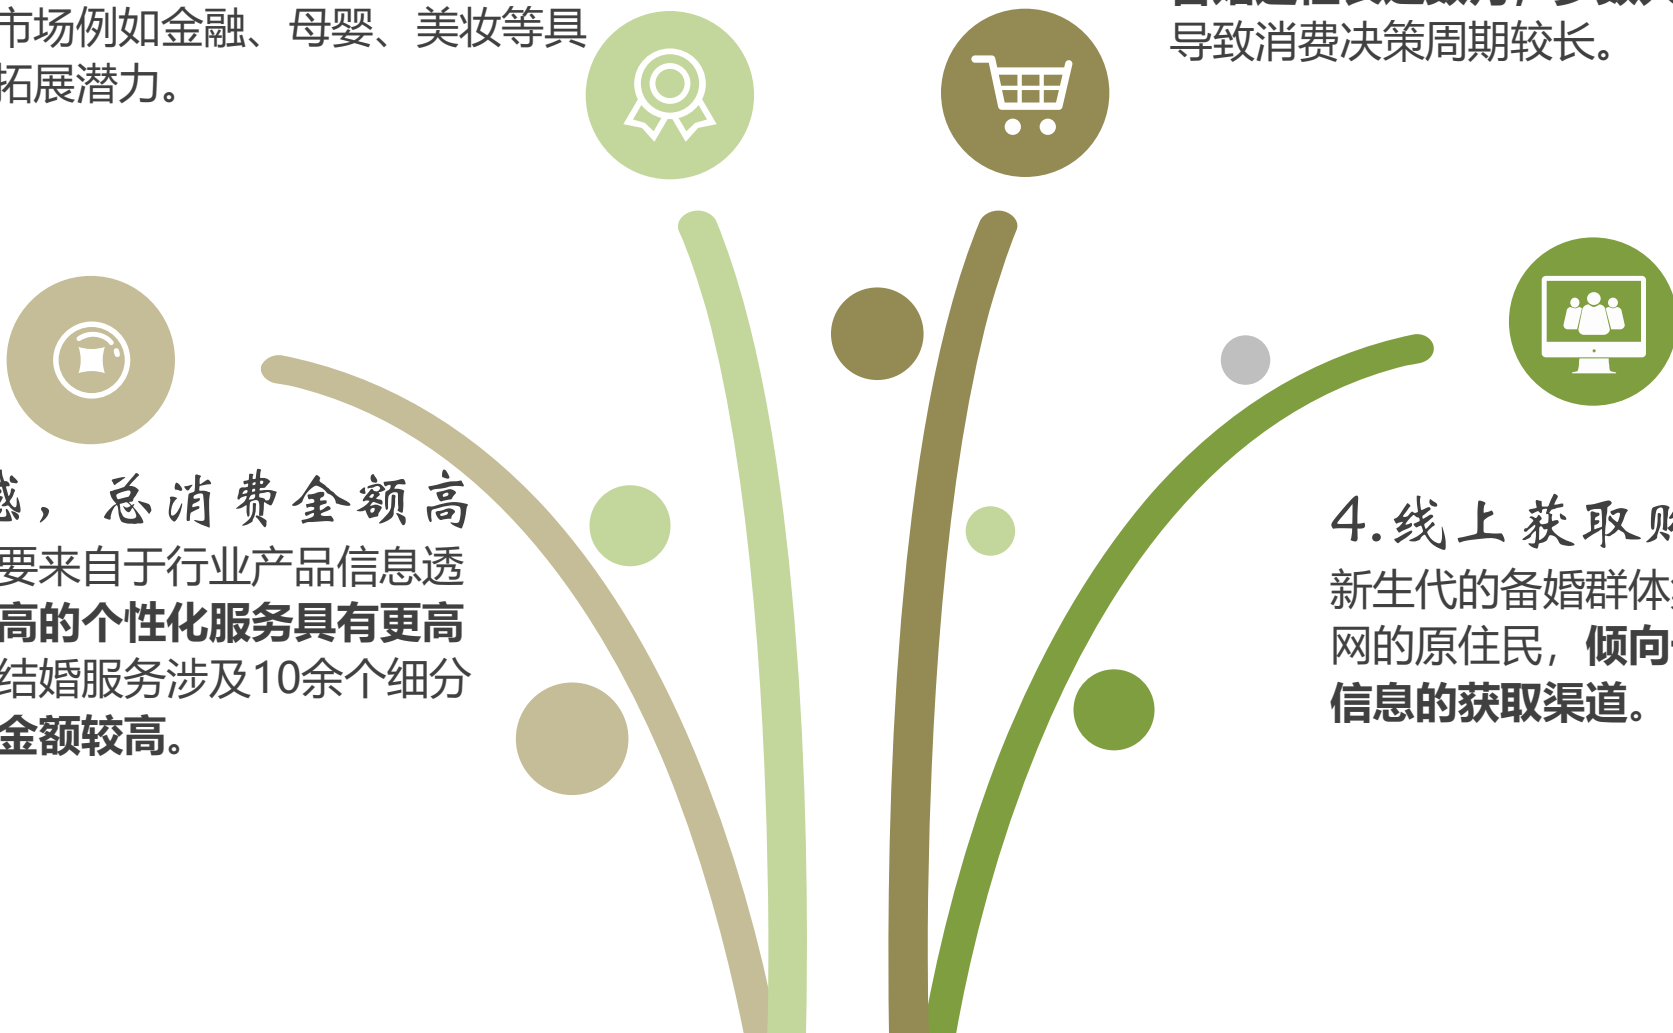 市场例如金融、母婴、美妆等具
拓展潜力。
导致消费决策周期较长。
感，总消费金额高
要来自于行业产品信息透
高的个性化服务具有更高
结婚服务涉及10余个细分
金额较高。
4.线上获取
新生代的备婚群体
网的原住民，倾向
信息的获取渠道。